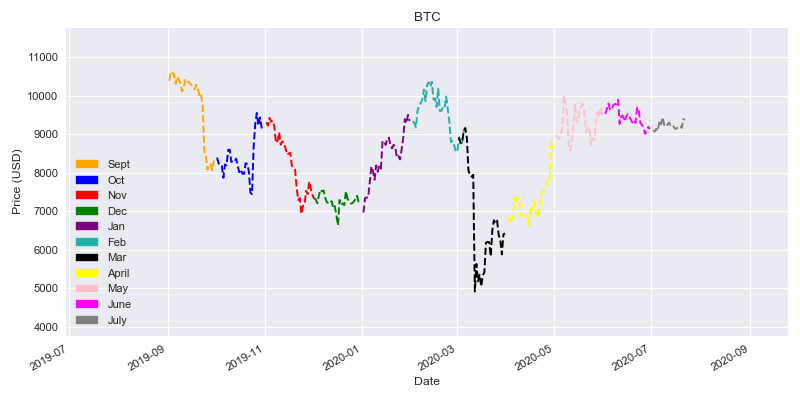 BTC
Price (USD)
11000
10000
9000
8000
7000
6000
5000
4000
Sept
Oct
Nov
Dec
Jan
Feb
Mar
April
May
June
July
2019-07
2019-09
2019-11
2020-01
2020-03
2020-05
2020-07
2020-09
Date